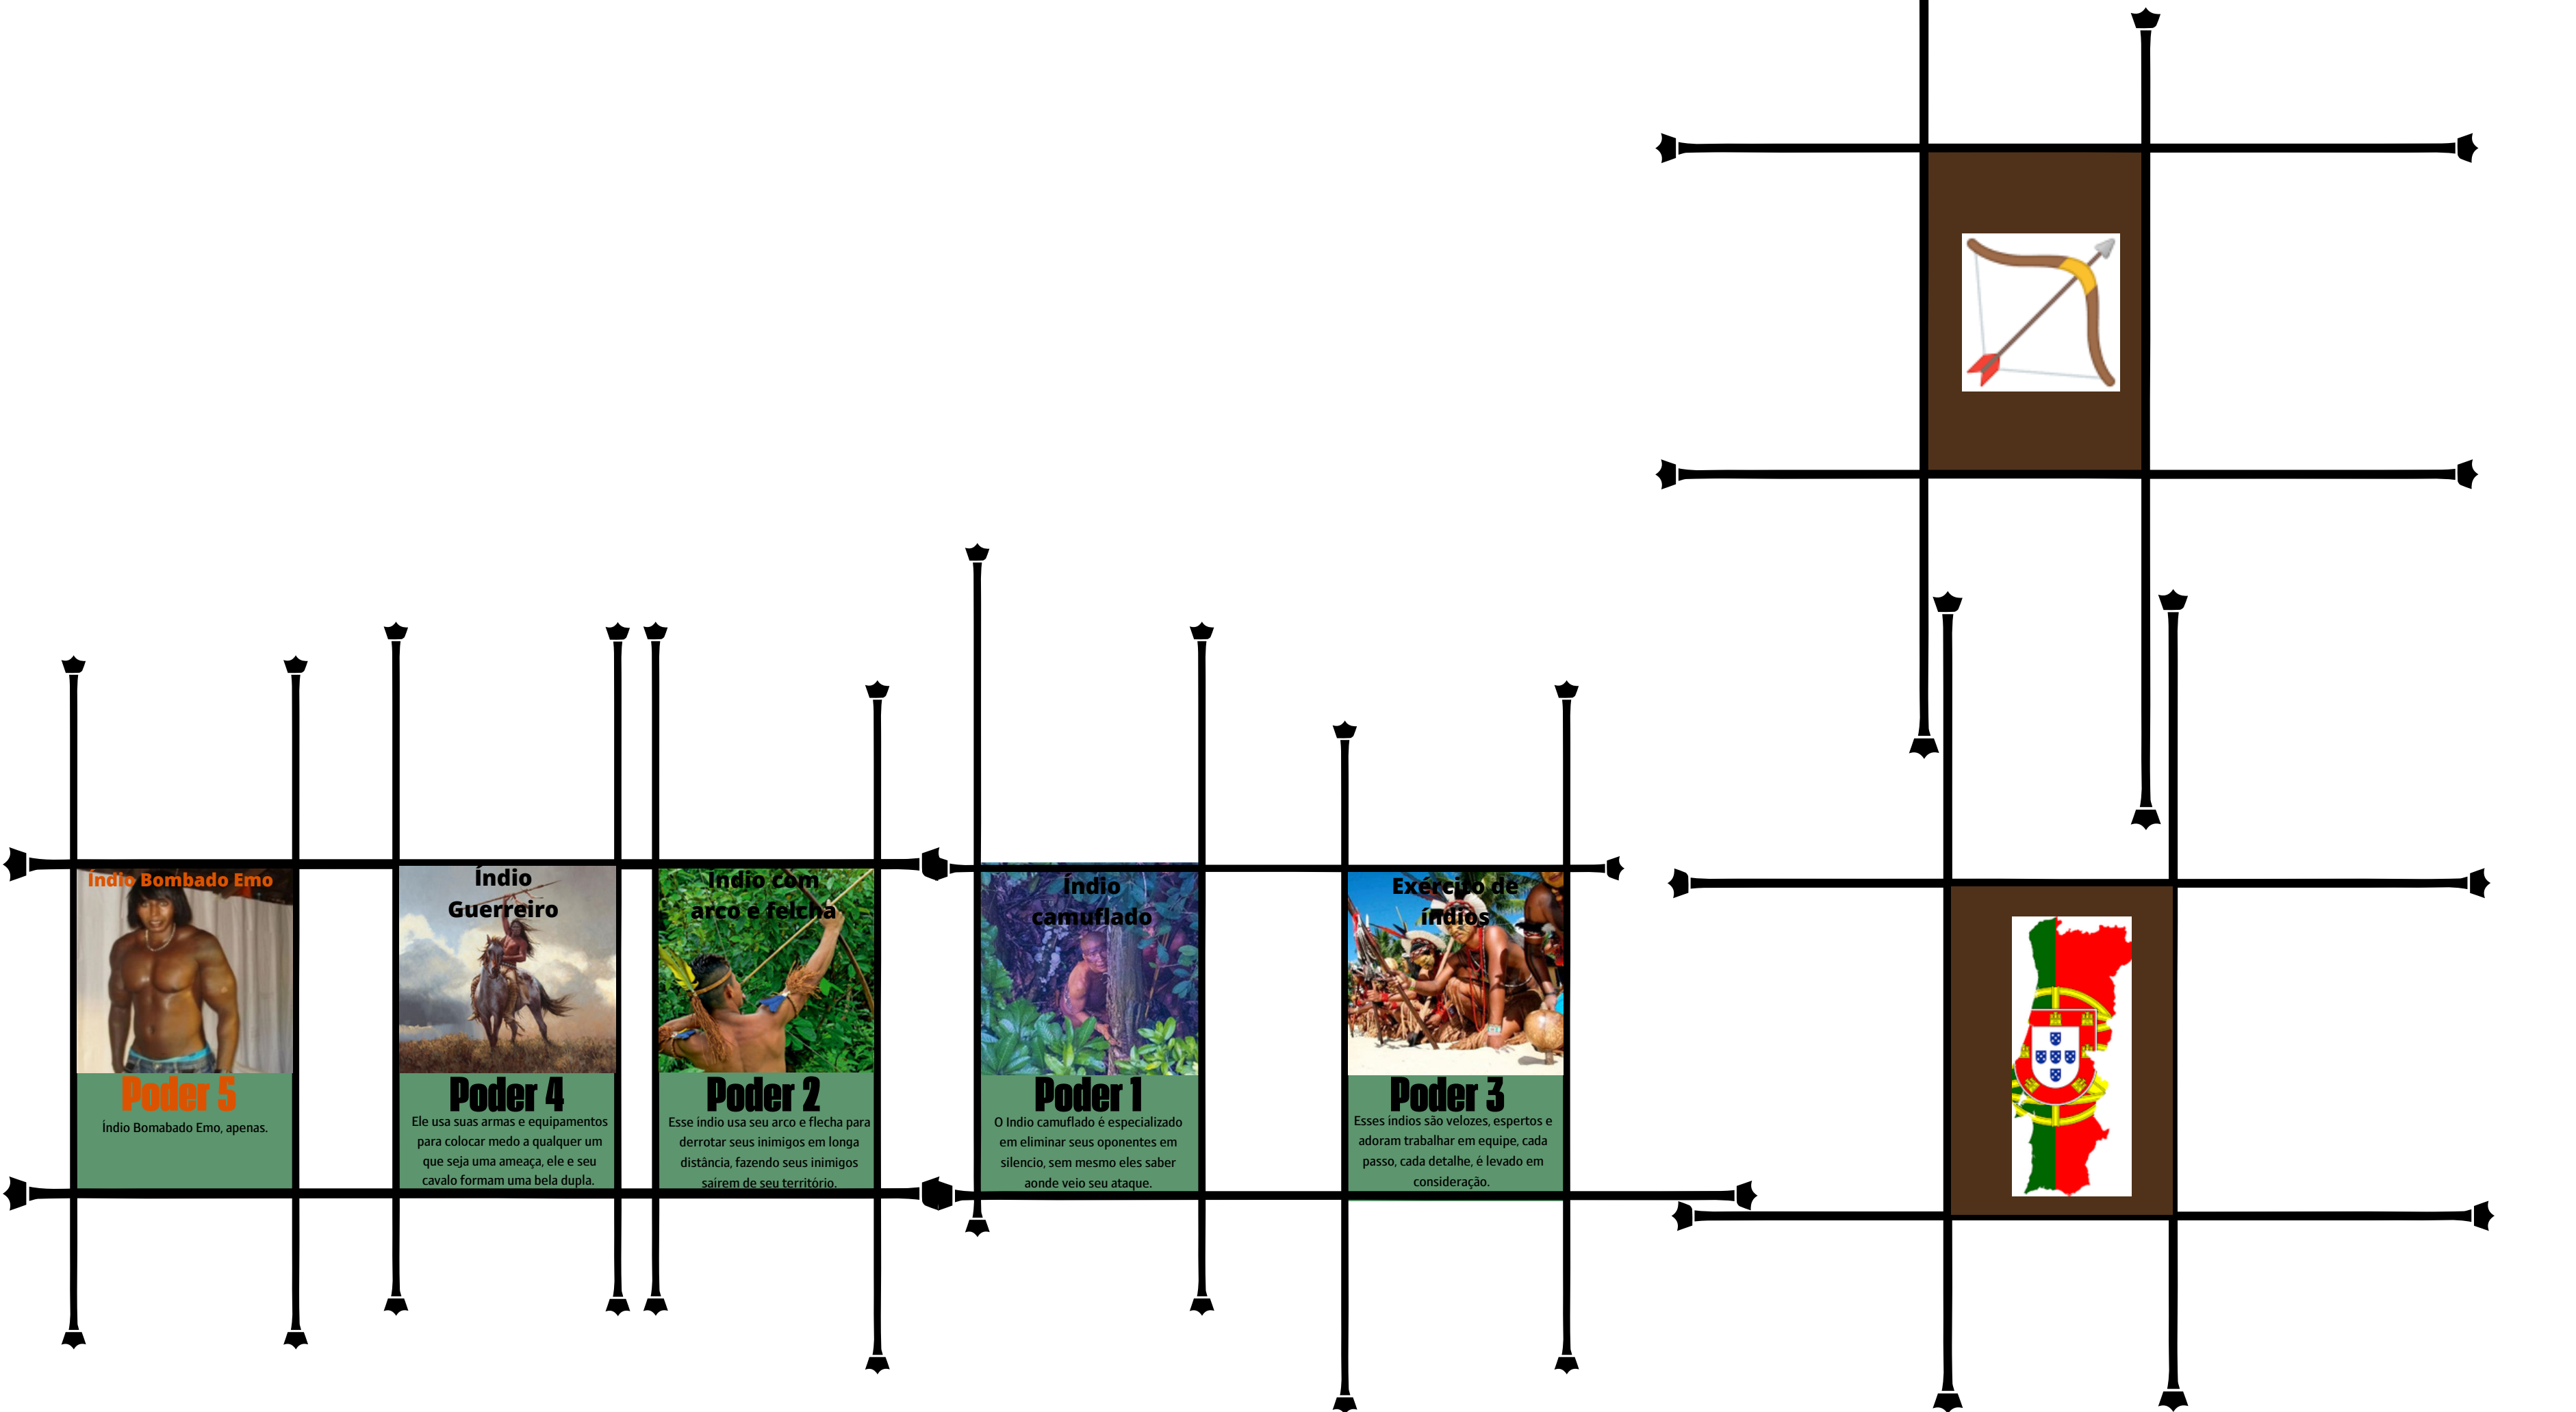 Índio Bombado Emo
Poder 5
Índio Bomabado Emo, apenas.
Índio
Guerreiro
Poder 4
Ele usa suas armas e equipamentos
para colocar medo a qualquer um
que seja uma ameaça, ele e seu
cavalo formam uma bela dupla.
Índio com
arco e felcha
Poder 2
Esse índio usa seu arco e flecha para
derrotar seus inimigos em longa
distância, fazendo seus inimigos
sairem de seu território.
Índio
camuflado
Poder 1
O Indio camuflado é especializado
em eliminar seus oponentes em
silencio, sem mesmo eles saber
aonde veio seu ataque.
Exército de
índios
Poder 3
Esses índios são velozes, espertos e
adoram trabalhar em equipe, cada
passo, cada detalhe, é levado em
consideração.